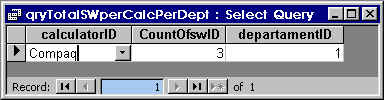 qryTotalSWperCalcPerDept : Select Query
calculatorID CountOfswID departamentID
Compaq 3 1
Record: 1 of 1